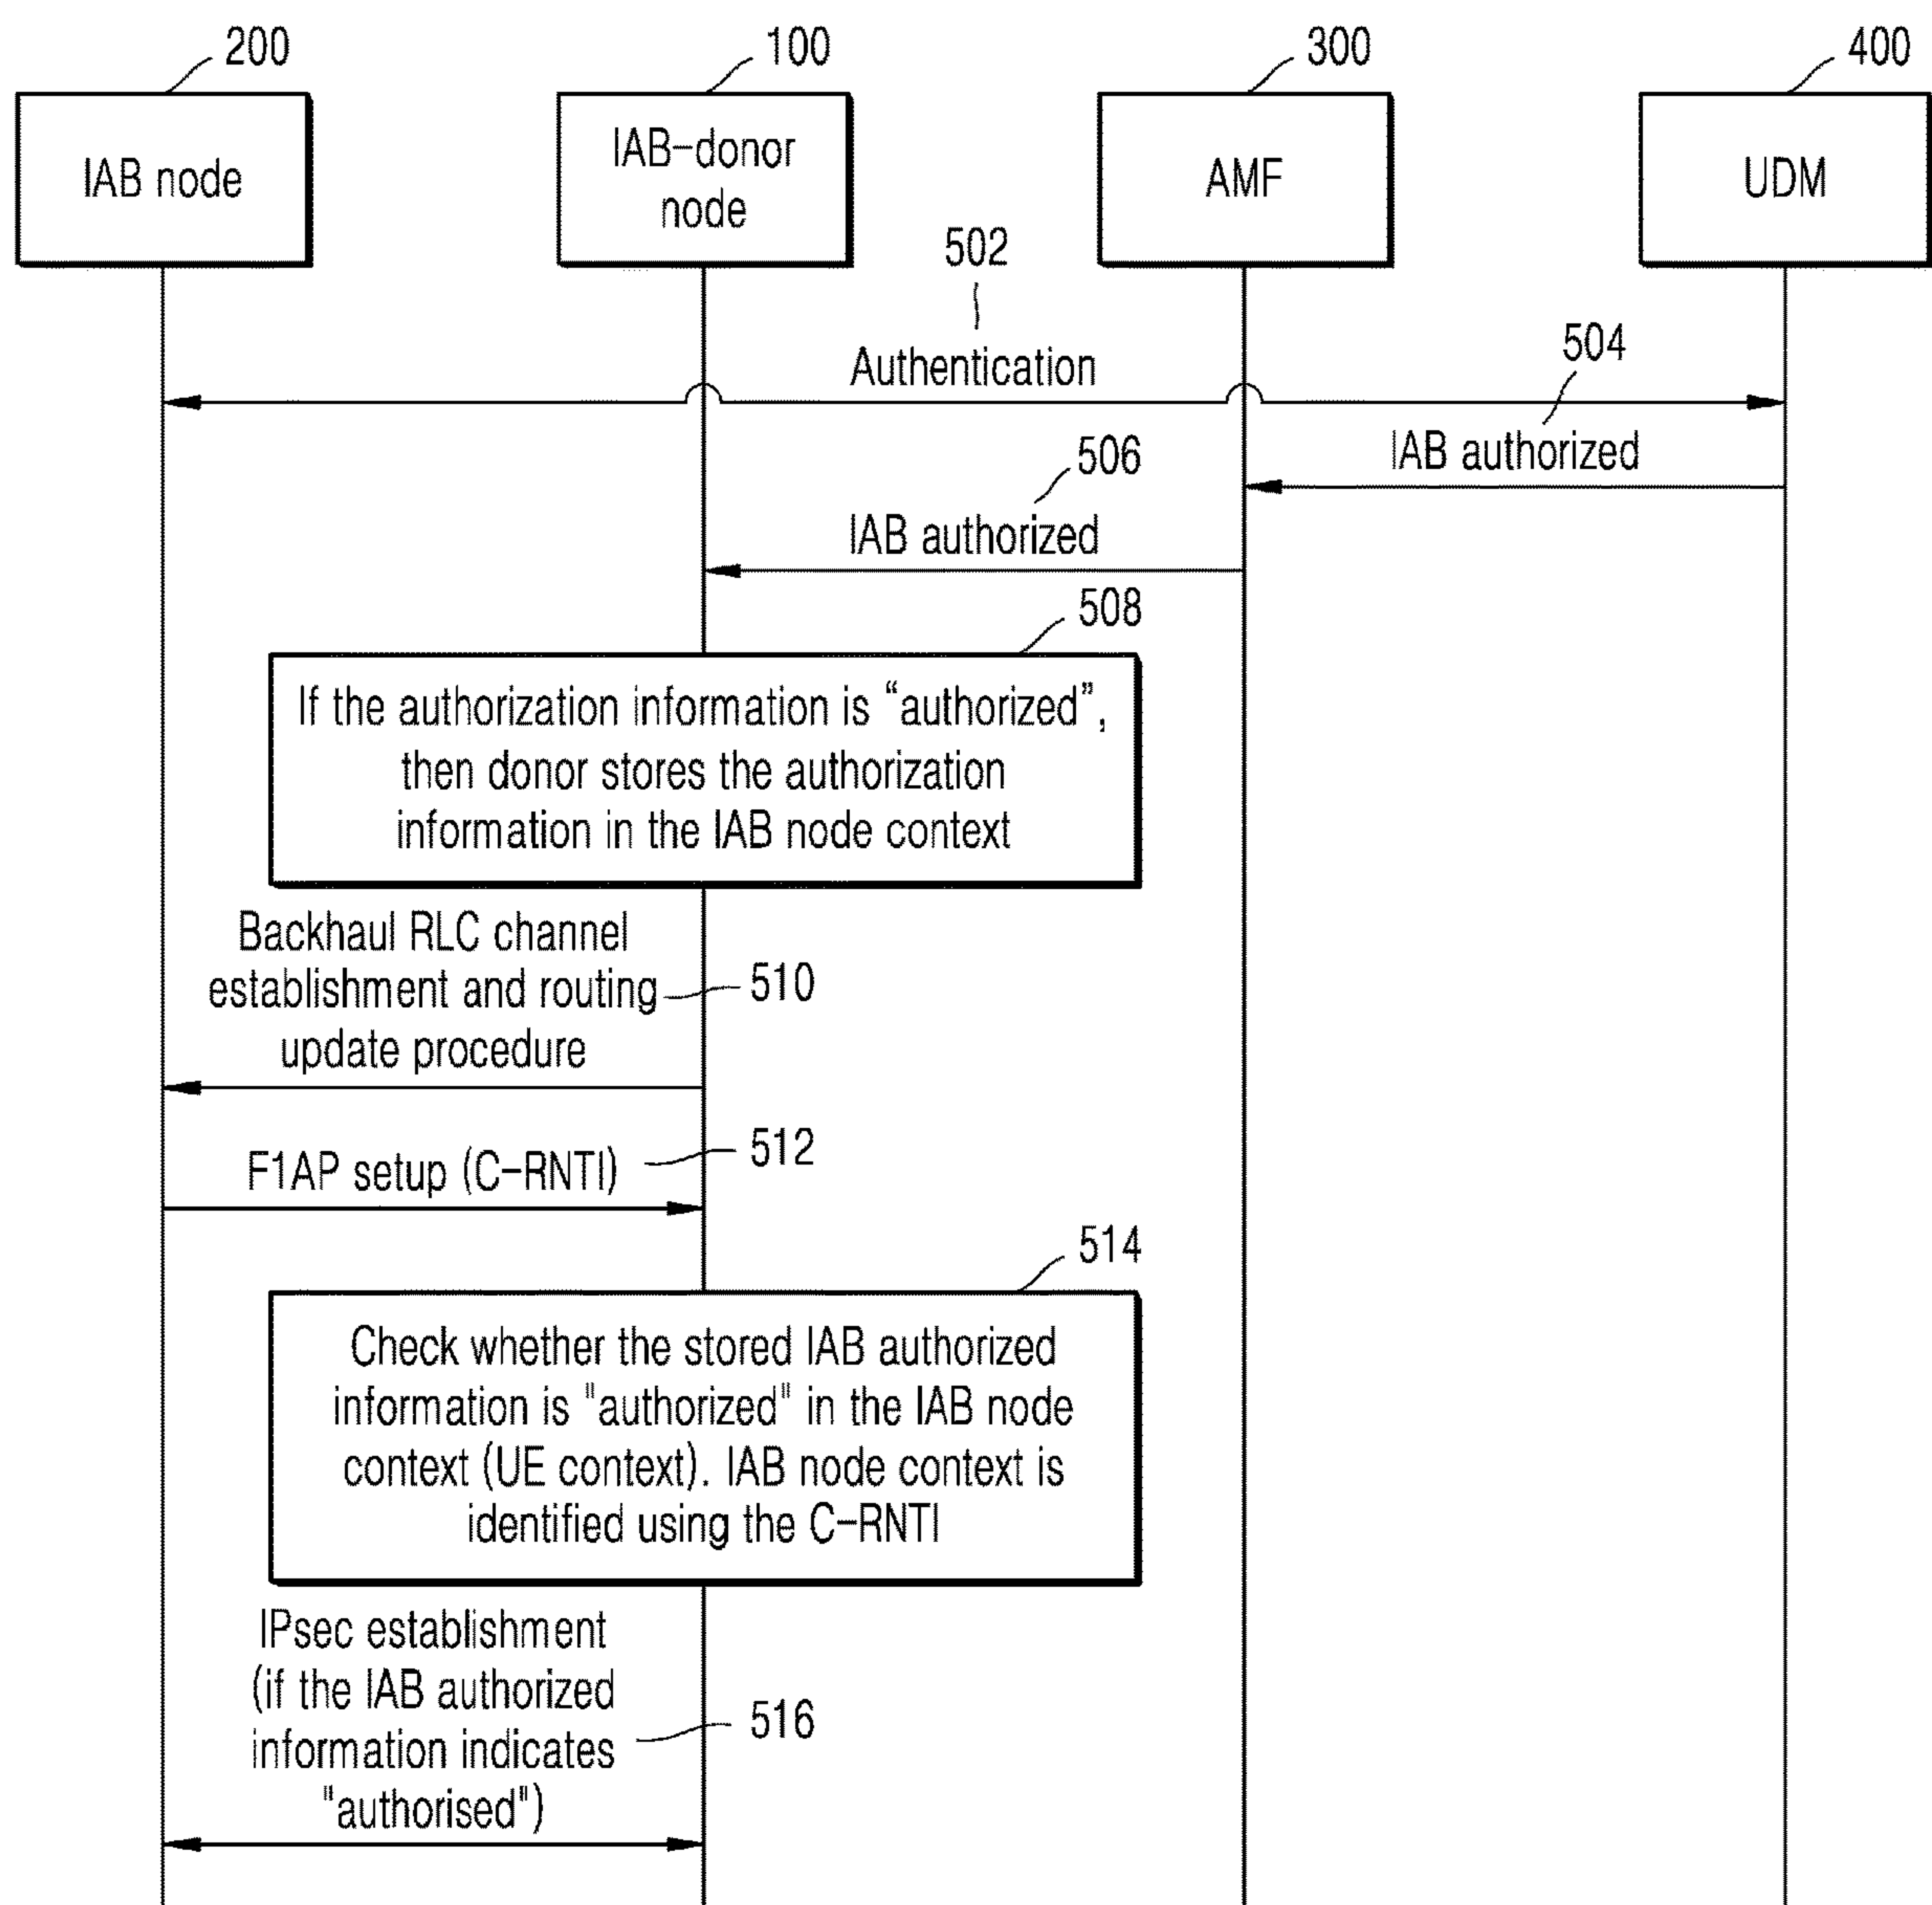 200
100
300
400
IAB node
IAB-donor
node
AMF
UDM
502
Authentication
504
IAB authorized
506
IAB authorized
508
If the authorization information is “authorized”,
then donor stores the authorization
information in the IAB node context
Backhaul RLC channel
establishment and routing
update procedure
510
F1AP setup (C-RNTI)
512
514
Check whether the stored IAB authorized
information is "authorized" in the IAB node
context (UE context). IAB node context is
identified using the C-RNTI
IPsec establishment
(if the IAB authorized
information indicates
"authorised")
516